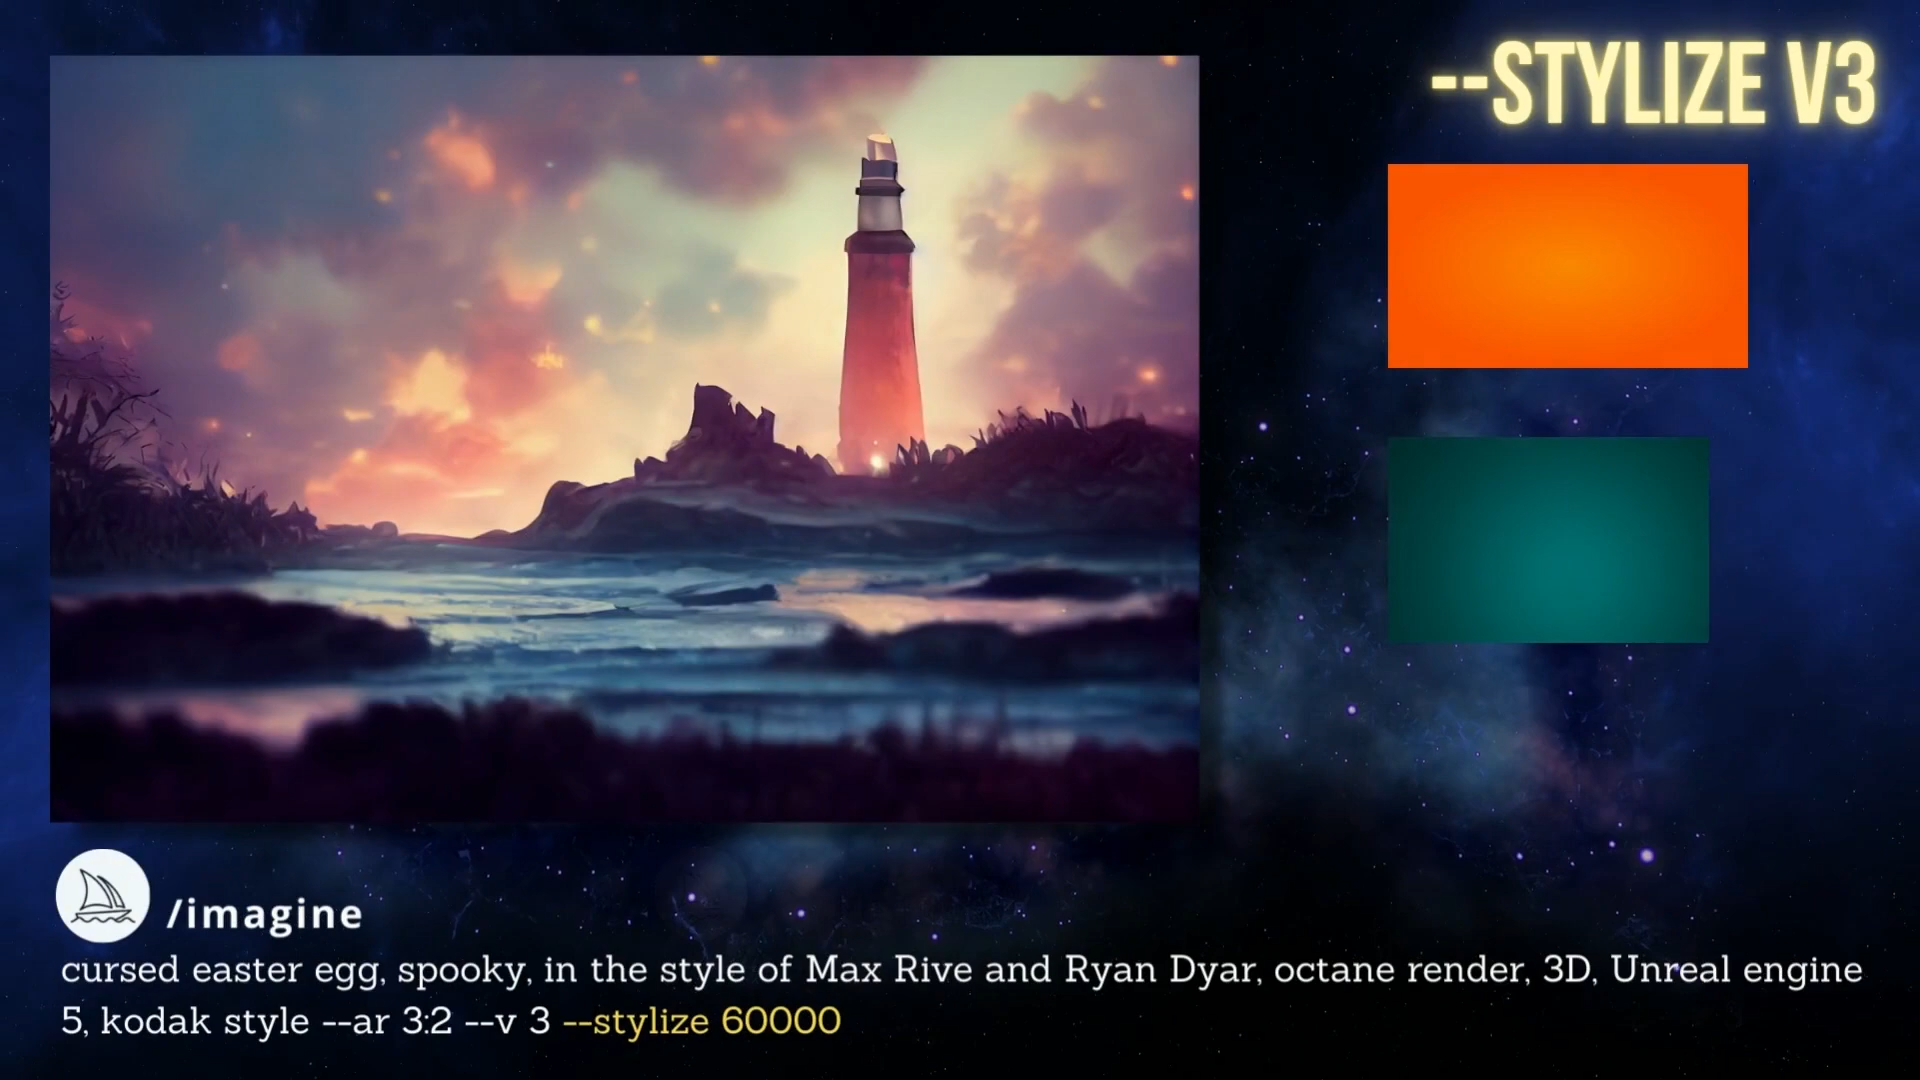 --STYLIZE V3
/imagine
cursed easter egg, spooky, in the style of Max Rive and Ryan Dyar, octane render, 3D, Unreal engine
5, kodak style --ar 3:2 --v 3 --stylize 60000